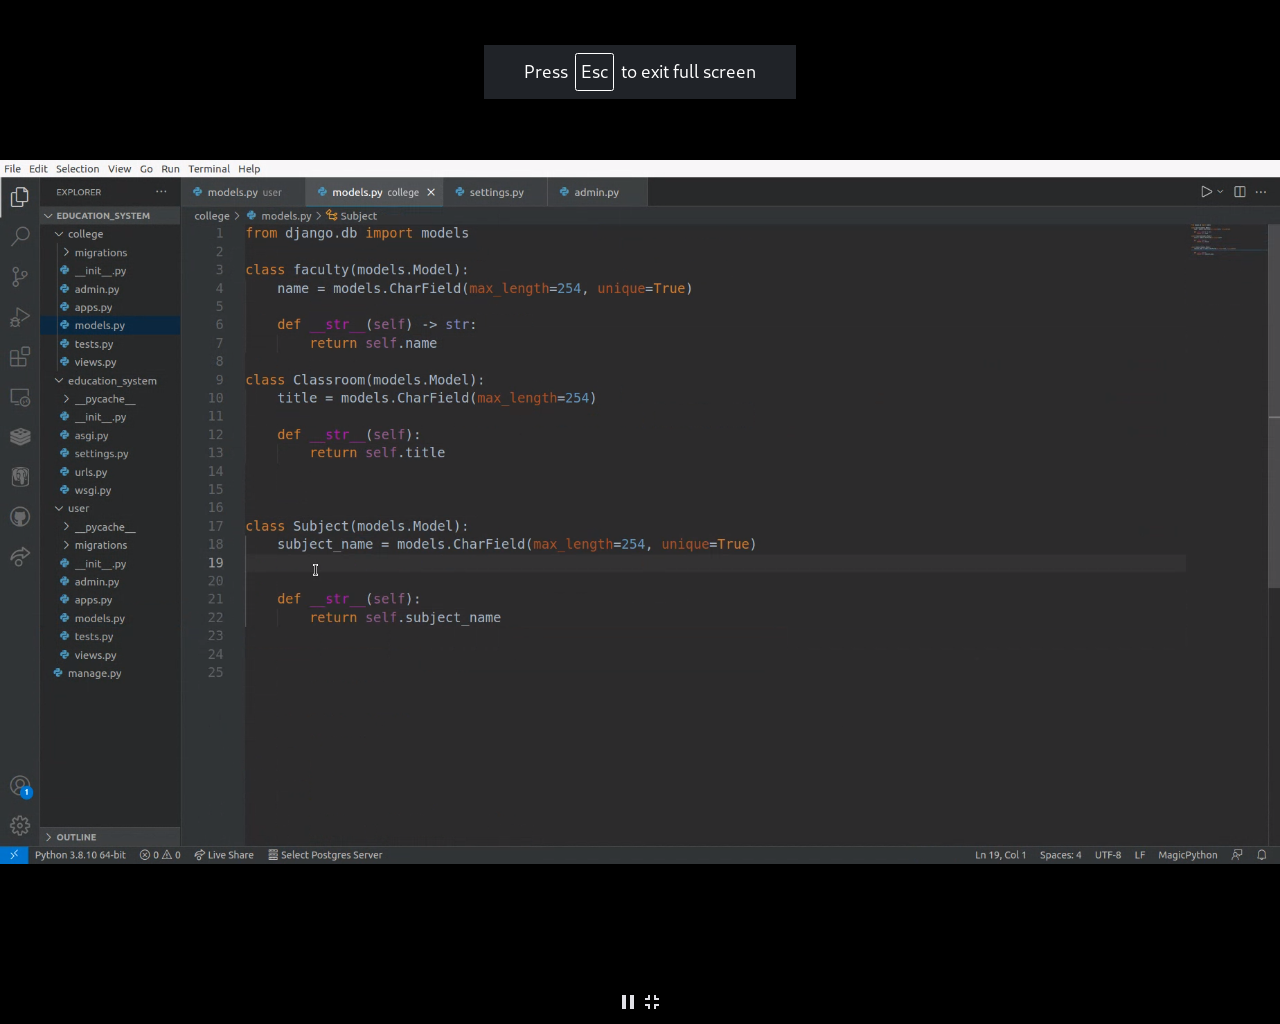 Press Esc to exit full screen
File Edit Selection View Go Run Terminal Help
EXPLORER ···
models.py user
models.py college
settings.py
admin.py
EDUCATION_SYSTEM
college > models.py > Subject
college
migrations
__init__.py
admin.py
apps.py
models.py
tests.py
views.py
education_system
__pycache__
__init__.py
asgi.py
settings.py
urls.py
wsgi.py
user
__pycache__
migrations
__init__.py
admin.py
apps.py
models.py
tests.py
views.py
manage.py
1 from django.db import models
2
3 class faculty(models.Model):
4     name = models.CharField(max_length=254, unique=True)
5
6     def __str__(self) -> str:
7         return self.name
8
9 class Classroom(models.Model):
10     title = models.CharField(max_length=254)
11
12     def __str__(self):
13         return self.title
14
15
16
17 class Subject(models.Model):
18     subject_name = models.CharField(max_length=254, unique=True)
19
20
21     def __str__(self):
22         return self.subject_name
23
24
25
1
OUTLINE
Python 3.8.10 64-bit 0 0 Live Share Select Postgres Server Ln 19, Col 1 Spaces: 4 UTF-8 LF MagicPython